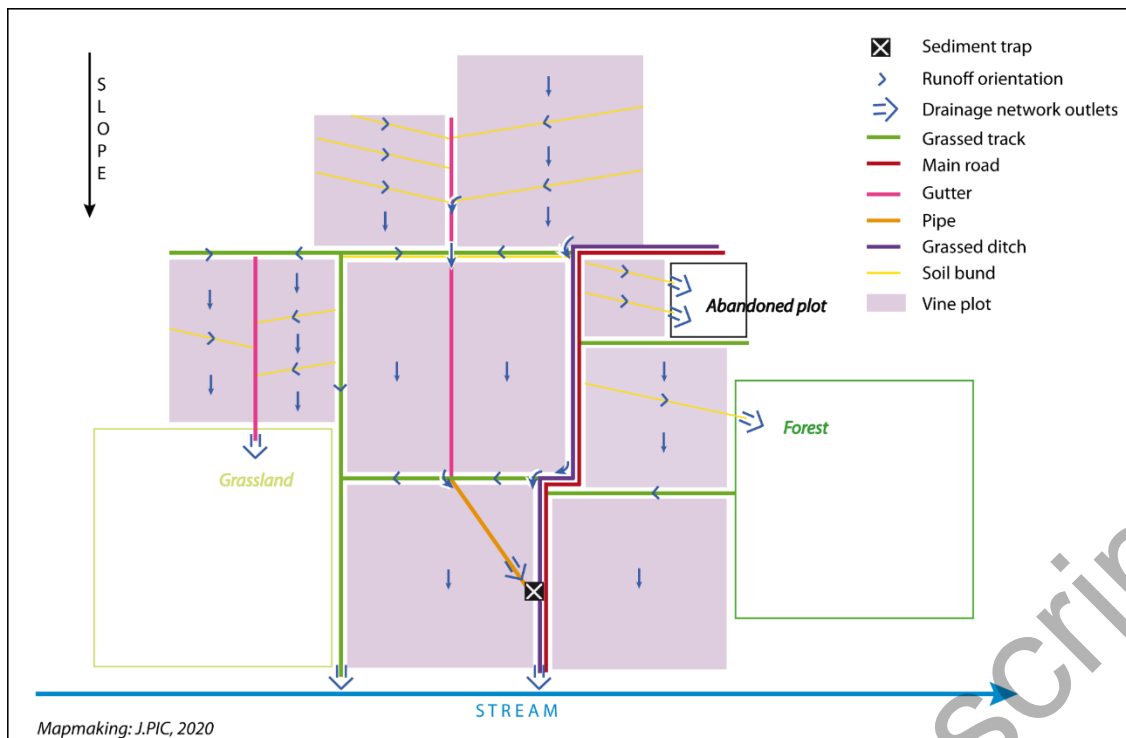 SLOPE
Sediment trap
Runoff orientation
Drainage network outlets
Grassed track
Main road
Gutter
Pipe
Grassed ditch
Soil bund
Vine plot
Abandoned plot
Forest
Grassland
STREAM
Mapmaking: J.PIC, 2020
scrip